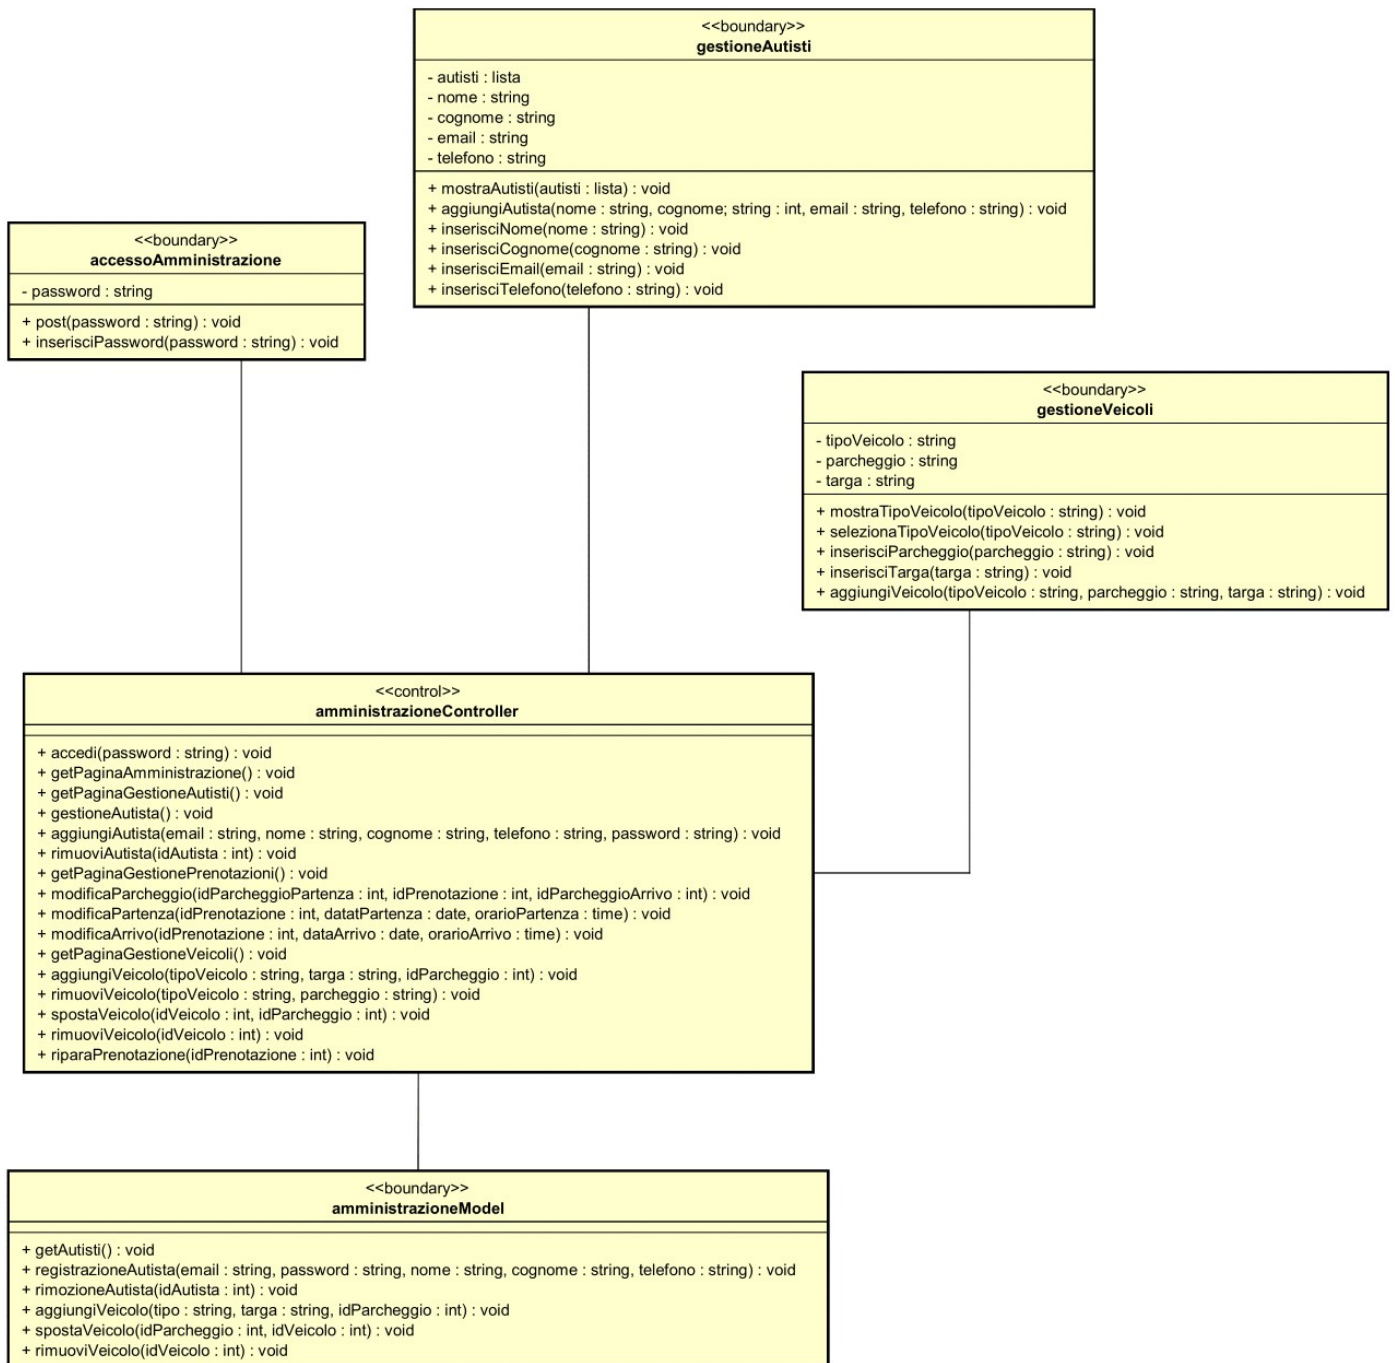 <<boundary>>
gestioneAutisti
- autisti : lista
- nome : string
- cognome : string
- email : string
- telefono : string
+ mostraAutisti(autisti : lista) : void
+ aggiungiAutista(nome : string, cognome; string : int, email : string, telefono : string) : void
+ inserisciNome(nome : string) : void
+ inserisciCognome(cognome : string) : void
+ inserisciEmail(email : string) : void
+ inserisciTelefono(telefono : string) : void
<<boundary>>
accessoAmministrazione
- password : string
+ post(password : string) : void
+ inserisciPassword(password : string) : void
<<boundary>>
gestioneVeicoli
- tipoVeicolo : string
- parcheggio : string
- targa : string
+ mostraTipoVeicolo(tipoVeicolo : string) : void
+ selezionaTipoVeicolo(tipoVeicolo : string) : void
+ inserisciParcheggio(parcheggio : string) : void
+ inserisciTarga(targa : string) : void
+ aggiungiVeicolo(tipoVeicolo : string, parcheggio : string, targa : string) : void
<<control>>
amministrazioneController
+ accedi(password : string) : void
+ getPaginaAmministrazione() : void
+ getPaginaGestioneAutisti() : void
+ gestioneAutista() : void
+ aggiungiAutista(email : string, nome : string, cognome : string, telefono : string, password : string) : void
+ rimuoviAutista(idAutista : int) : void
+ getPaginaGestionePrenotazioni() : void
+ modificaParcheggio(idParcheggioPartenza : int, idPrenotazione : int, idParcheggioArrivo : int) : void
+ modificaPartenza(idPrenotazione : int, datatPartenza : date, orarioPartenza : time) : void
+ modificaArrivo(idPrenotazione : int, dataArrivo : date, orarioArrivo : time) : void
+ getPaginaGestioneVeicoli() : void
+ aggiungiVeicolo(tipoVeicolo : string, targa : string, idParcheggio : int) : void
+ rimuoviVeicolo(tipoVeicolo : string, parcheggio : string) : void
+ spostaVeicolo(idVeicolo : int, idParcheggio : int) : void
+ rimuoviVeicolo(idVeicolo : int) : void
+ riparaPrenotazione(idPrenotazione : int) : void
<<boundary>>
amministrazioneModel
+ getAutisti() : void
+ registrazioneAutista(email : string, password : string, nome : string, cognome : string, telefono : string) : void
+ rimozioneAutista(idAutista : int) : void
+ aggiungiVeicolo(tipo : string, targa : string, idParcheggio : int) : void
+ spostaVeicolo(idParcheggio : int, idVeicolo : int) : void
+ rimuoviVeicolo(idVeicolo : int) : void